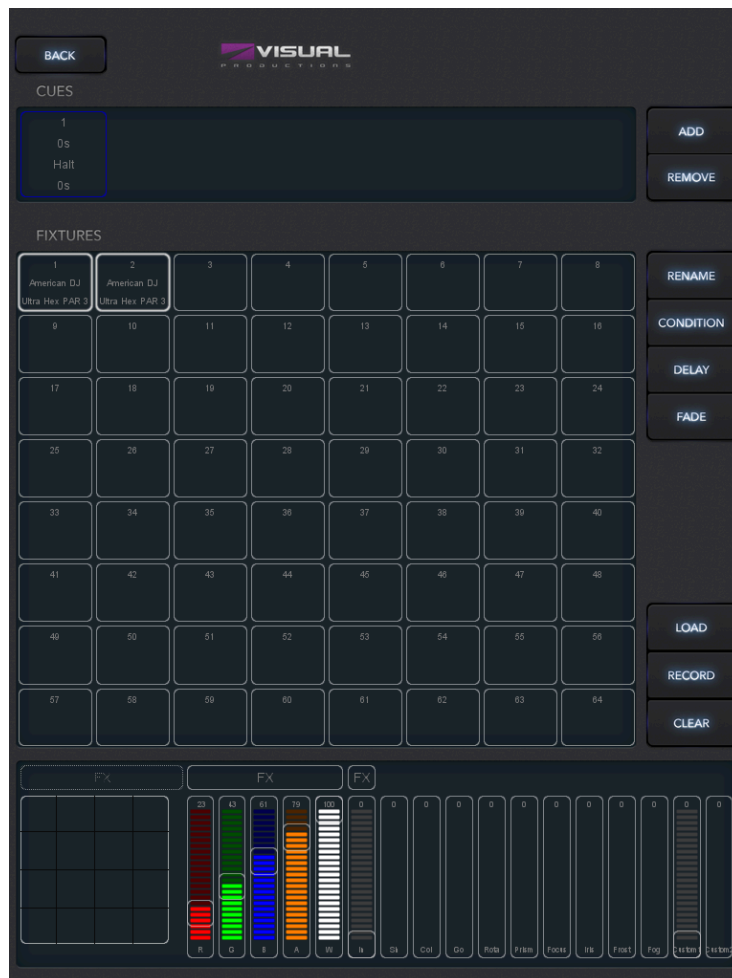 BACK
VISUAL
PRODUCTIONS
CUES
1
0s
Halt
0s
ADD
REMOVE
FIXTURES
1 2 3 4 5 6 7 8
American DJ American DJ
Ultra Hex PAR 3 Ultra Hex PAR 3
9 10 11 12 13 14 15 16
17 18 19 20 21 22 23 24
25 26 27 28 29 30 31 32
33 34 35 36 37 38 39 40
41 42 43 44 45 46 47 48
49 50 51 52 53 54 55 56
57 58 59 60 61 62 63 64
RENAME
CONDITION
DELAY
FADE
LOAD
RECORD
CLEAR
FX FX FX
23 43 61 79 100 0 0 0 0 0 0 0 0 0 0 0 0
R G B A W In Col Go Rota Prism Focus Iris Frost Fog Custom1 Custom2